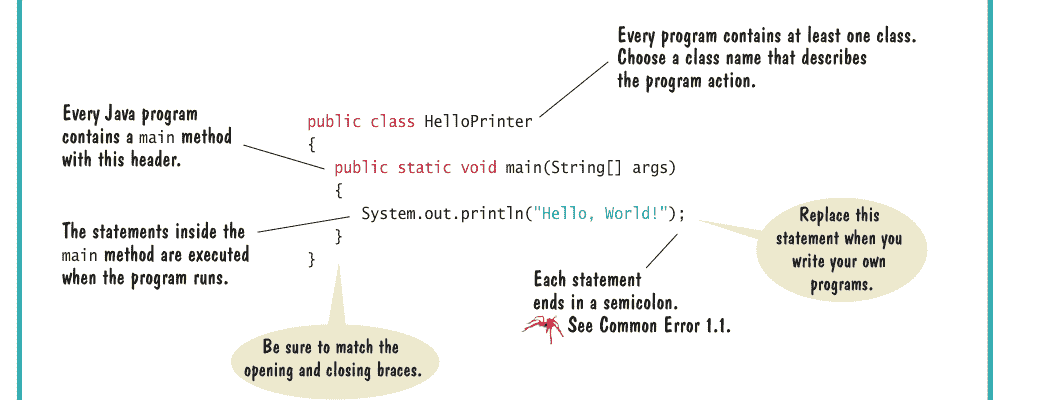 Every program contains at least one class.
Choose a class name that describes
the program action.
Every Java program
contains a main method
with this header.
public class HelloPrinter
{
public static void main(String[] args)
{
System.out.println("Hello, World!");
}
}
The statements inside the
main method are executed
when the program runs.
Replace this
statement when you
write your own
programs.
Each statement
ends in a semicolon.
See Common Error 1.1.
Be sure to match the
opening and closing braces.